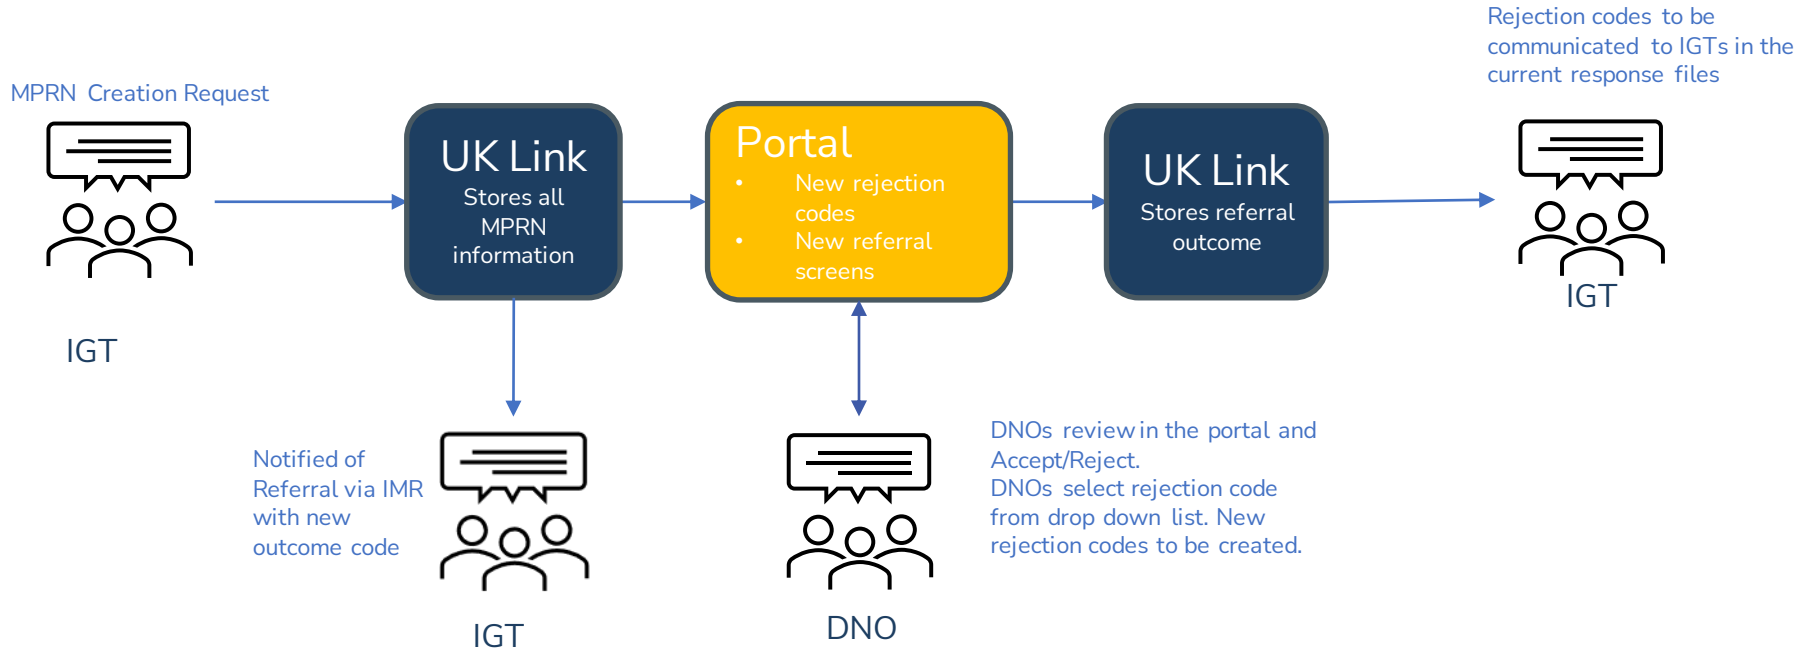 MPRN Creation Request
IGT
UK Link
Stores all
MPRN
information
Notified of
Referral via IMR
with new
outcome code
IGT
Portal
• New rejection
codes
• New referral
screens
DNO
DNOs review in the portal and
Accept/Reject.
DNOs select rejection code
from drop down list. New
rejection codes to be created.
UK Link
Stores referral
outcome
Rejection codes to be
communicated to IGTs in the
current response files
IGT